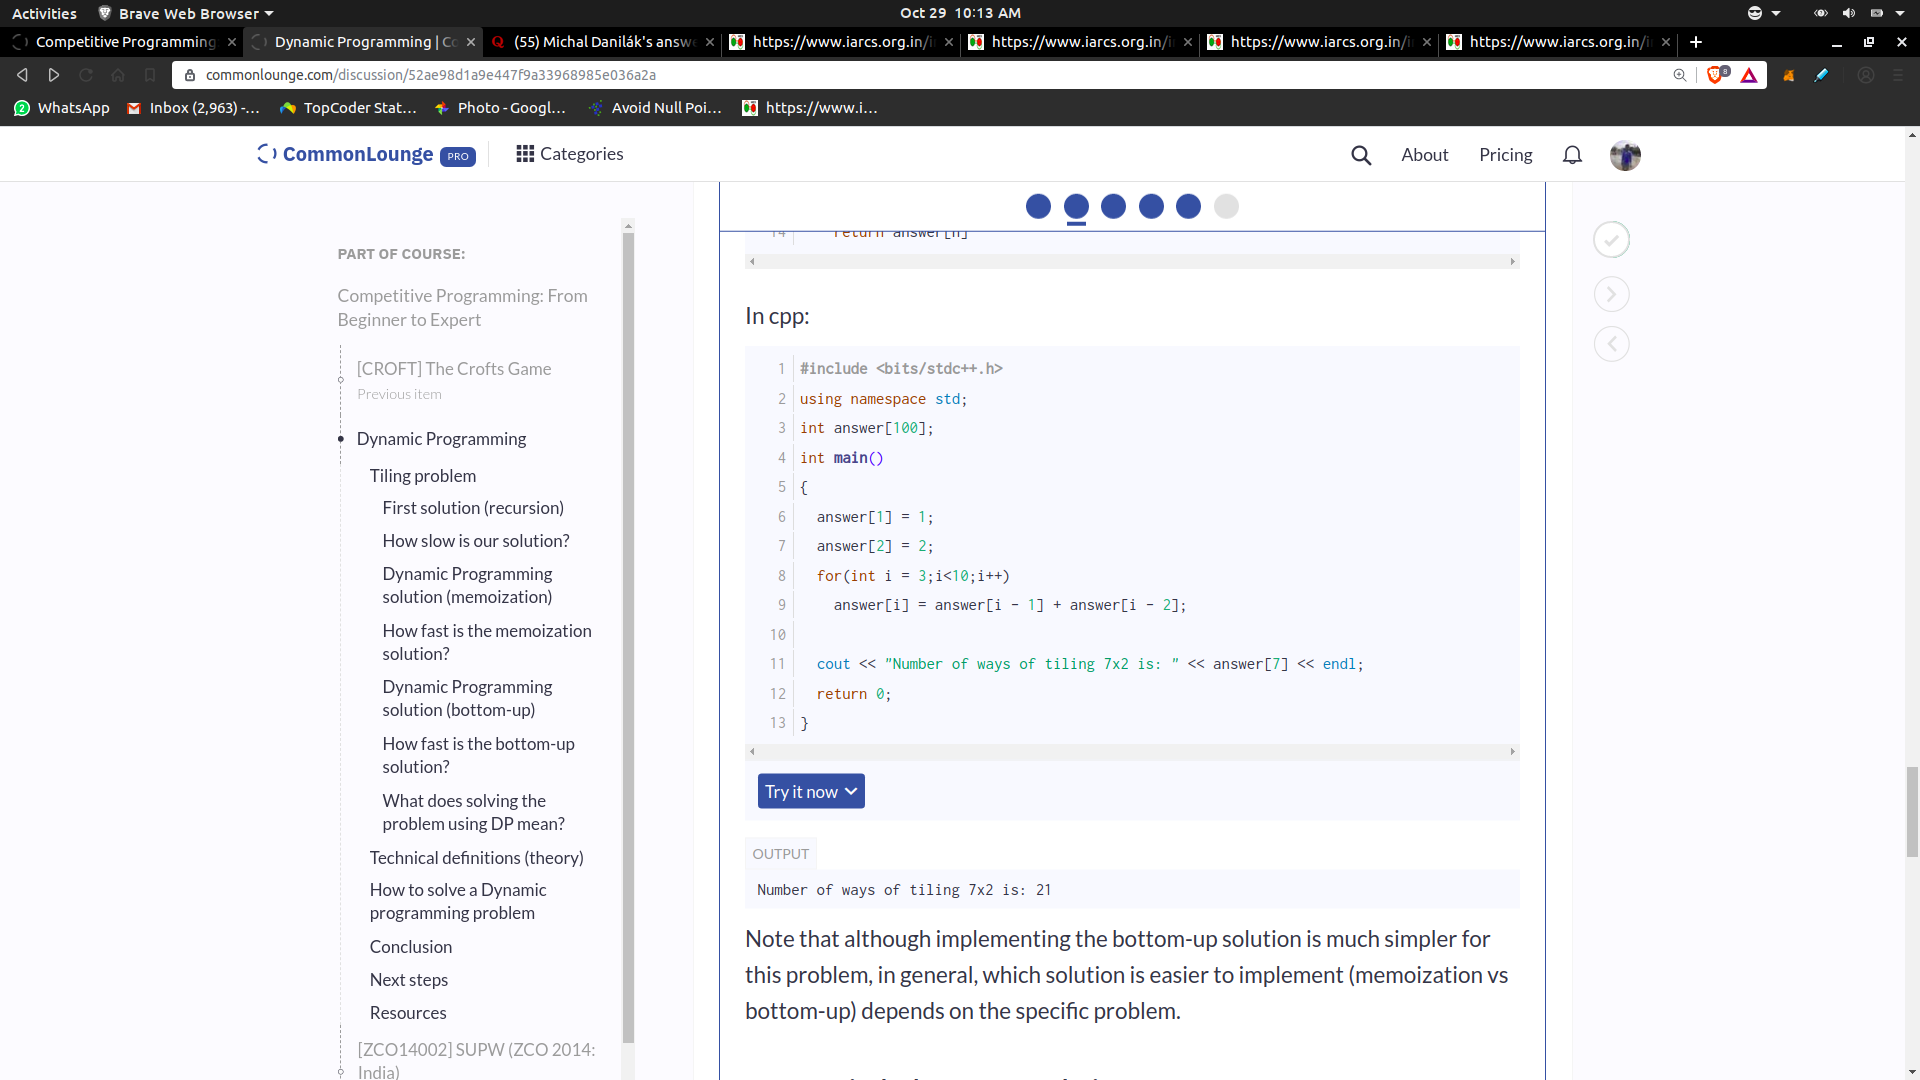 Activities
Brave Web Browser
Oct 29 10:13 AM
Competitive Programming
Dynamic Programming | Co
(55) Michal Danilák's answ
https://www.iarcs.org.in/i
https://www.iarcs.org.in/i
https://www.iarcs.org.in/i
https://www.iarcs.org.in/i
commonlounge.com/discussion/52ae98d1a9e447f9a33968985e036a2a
8
2 WhatsApp
Inbox (2,963) -...
TopCoder Stat...
Photo - Googl...
Avoid Null Poi...
https://www.i...
CommonLounge PRO
Categories
About
Pricing
PART OF COURSE:
Competitive Programming: From
Beginner to Expert
[CROFT] The Crofts Game
Previous item
Dynamic Programming
Tiling problem
First solution (recursion)
How slow is our solution?
Dynamic Programming
solution (memoization)
How fast is the memoization
solution?
Dynamic Programming
solution (bottom-up)
How fast is the bottom-up
solution?
What does solving the
problem using DP mean?
Technical definitions (theory)
How to solve a Dynamic
programming problem
Conclusion
Next steps
Resources
[ZCO14002] SUPW (ZCO 2014:
India)
14 return answer[n]
In cpp:
1 #include <bits/stdc++.h>
2 using namespace std;
3 int answer[100];
4 int main()
5 {
6 answer[1] = 1;
7 answer[2] = 2;
8 for(int i = 3;i<10;i++)
9 answer[i] = answer[i - 1] + answer[i - 2];
10
11 cout << "Number of ways of tiling 7x2 is: " << answer[7] << endl;
12 return 0;
13 }
Try it now
OUTPUT
Number of ways of tiling 7x2 is: 21
Note that although implementing the bottom-up solution is much simpler for
this problem, in general, which solution is easier to implement (memoization vs
bottom-up) depends on the specific problem.